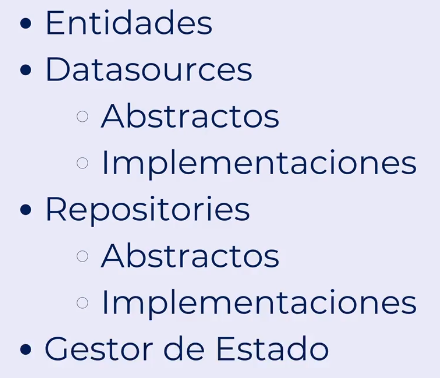 Entidades
Datasources
Abstractos
Implementaciones
Repositories
Abstractos
Implementaciones
Gestor de Estado